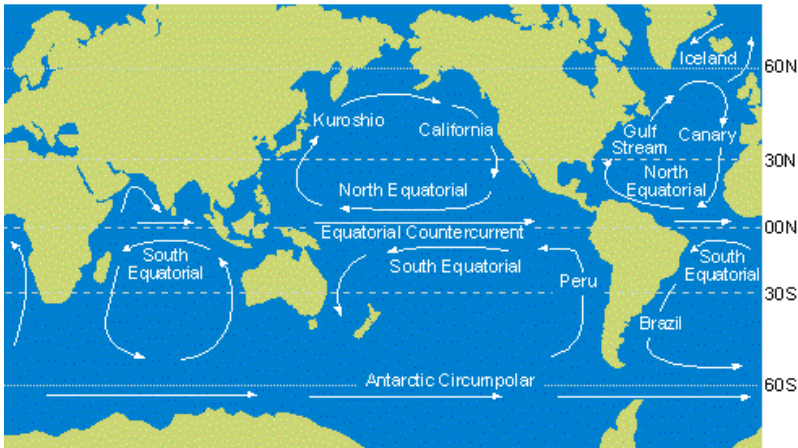 Iceland
60N
Kuroshio
California
Gulf
Stream
Canary
30N
North Equatorial
North
Equatorial
00N
Equatorial Countercurrent
South
Equatorial
South Equatorial
South
Equatorial
Peru
30S
Brazil
Antarctic Circumpolar
60S